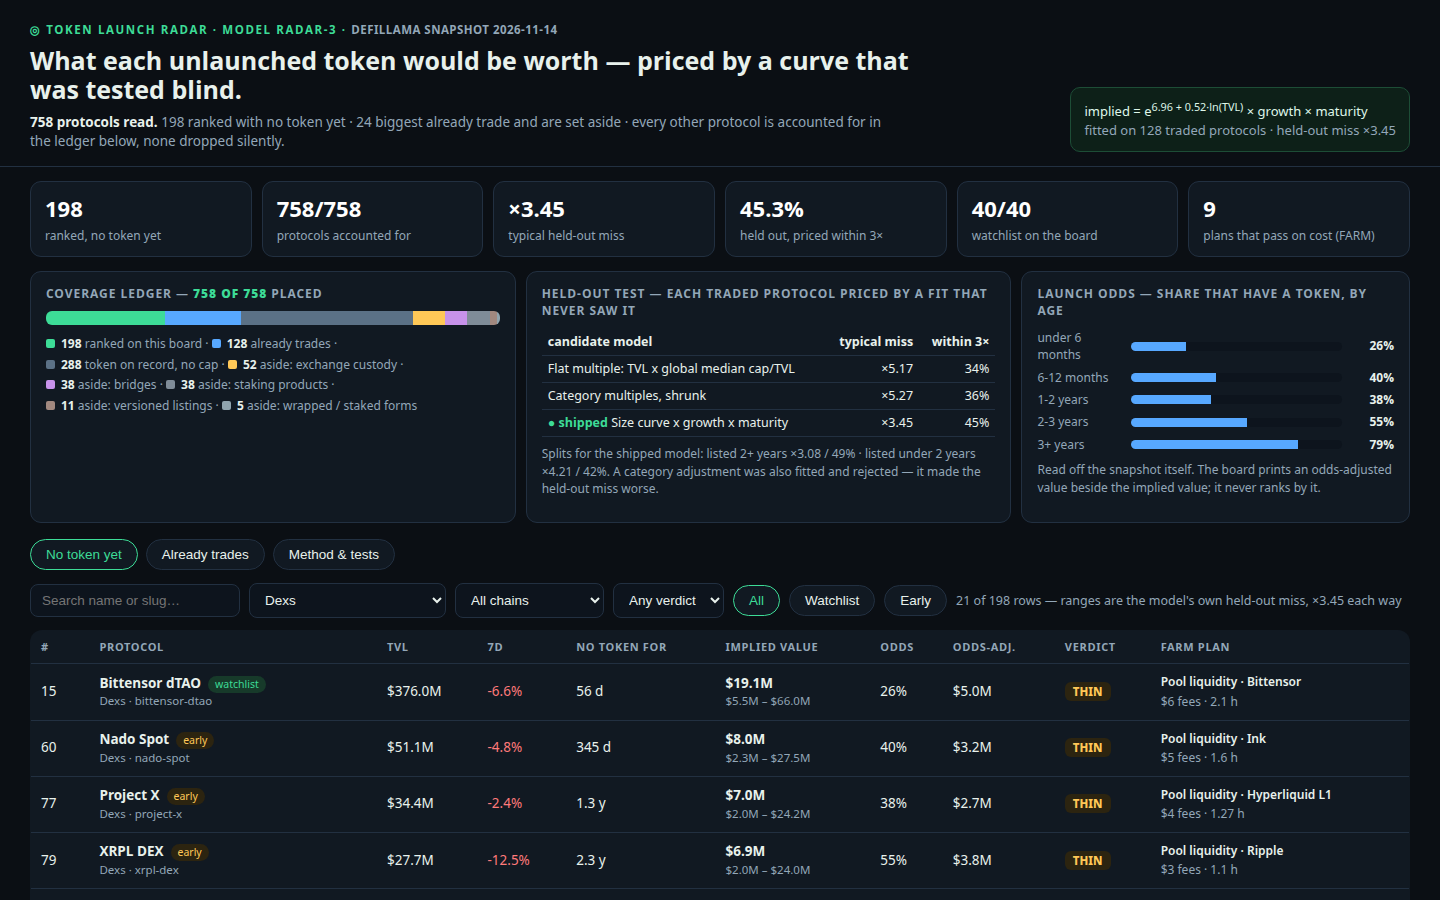 ◎ TOKEN LAUNCH RADAR · MODEL RADAR-3 · DEFILLAMA SNAPSHOT 2026-11-14
What each unlaunched token would be worth — priced by a curve that
was tested blind.
758 protocols read. 198 ranked with no token yet · 24 biggest already trade and are set aside · every other protocol is accounted for in
the ledger below, none dropped silently.
implied = e^6.96 + 0.52·ln(TVL) × growth × maturity
fitted on 128 traded protocols · held-out miss ×3.45
198
ranked, no token yet
758/758
protocols accounted for
×3.45
typical held-out miss
45.3%
held out, priced within 3×
40/40
watchlist on the board
9
plans that pass on cost (FARM)
COVERAGE LEDGER — 758 OF 758 PLACED
198 ranked on this board · 128 already trades ·
288 token on record, no cap · 52 aside: exchange custody ·
38 aside: bridges · 38 aside: staking products ·
11 aside: versioned listings · 5 aside: wrapped / staked forms
HELD-OUT TEST — EACH TRADED PROTOCOL PRICED BY A FIT THAT
NEVER SAW IT
candidate model typical miss within 3×
Flat multiple: TVL x global median cap/TVL ×5.17 34%
Category multiples, shrunk ×5.27 36%
● shipped Size curve x growth x maturity ×3.45 45%
Splits for the shipped model: listed 2+ years ×3.08 / 49% · listed under 2 years
×4.21 / 42%. A category adjustment was also fitted and rejected — it made the
held-out miss worse.
LAUNCH ODDS — SHARE THAT HAVE A TOKEN, BY
AGE
under 6
months 26%
6-12 months 40%
1-2 years 38%
2-3 years 55%
3+ years 79%
Read off the snapshot itself. The board prints an odds-adjusted
value beside the implied value; it never ranks by it.
No token yet Already trades Method & tests
Search name or slug… Dexs All chains Any verdict All Watchlist Early 21 of 198 rows — ranges are the model's own held-out miss, ×3.45 each way
# PROTOCOL TVL 7D NO TOKEN FOR IMPLIED VALUE ODDS ODDS-ADJ. VERDICT FARM PLAN
15 Bittensor dTAO watchlist $376.0M -6.6% 56 d $19.1M 26% $5.0M THIN Pool liquidity · Bittensor
Dexs · bittensor-dtao $5.5M – $66.0M $6 fees · 2.1 h
60 Nado Spot early $51.1M -4.8% 345 d $8.0M 40% $3.2M THIN Pool liquidity · Ink
Dexs · nado-spot $2.3M – $27.5M $5 fees · 1.6 h
77 Project X early $34.4M -2.4% 1.3 y $7.0M 38% $2.7M THIN Pool liquidity · Hyperliquid L1
Dexs · project-x $2.0M – $24.2M $4 fees · 1.27 h
79 XRPL DEX early $27.7M -12.5% 2.3 y $6.9M 55% $3.8M THIN Pool liquidity · Ripple
Dexs · xrpl-dex $2.0M – $24.0M $3 fees · 1.1 h